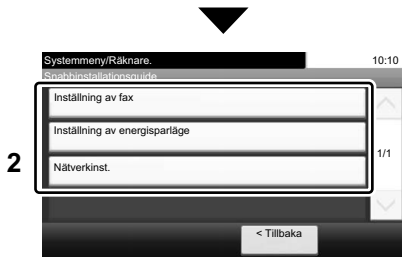 Systemmeny/Räknare. 10:10
Snabbinstallationsguide
Inställning av fax
Inställning av energisparläge
1/1
2
Nätverkinst.
< Tillbaka